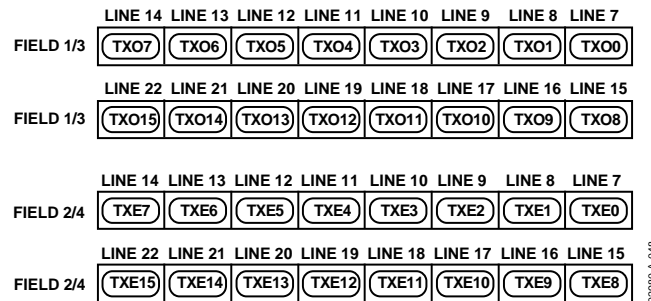 LINE 14 LINE 13 LINE 12 LINE 11 LINE 10 LINE 9 LINE 8 LINE 7
FIELD 1/3 TXO7 TXO6 TXO5 TXO4 TXO3 TXO2 TXO1 TXO0
LINE 22 LINE 21 LINE 20 LINE 19 LINE 18 LINE 17 LINE 16 LINE 15
FIELD 1/3 TXO15 TXO14 TXO13 TXO12 TXO11 TXO10 TXO9 TXO8
LINE 14 LINE 13 LINE 12 LINE 11 LINE 10 LINE 9 LINE 8 LINE 7
FIELD 2/4 TXE7 TXE6 TXE5 TXE4 TXE3 TXE2 TXE1 TXE0
LINE 22 LINE 21 LINE 20 LINE 19 LINE 18 LINE 17 LINE 16 LINE 15
FIELD 2/4 TXE15 TXE14 TXE13 TXE12 TXE11 TXE10 TXE9 TXE8